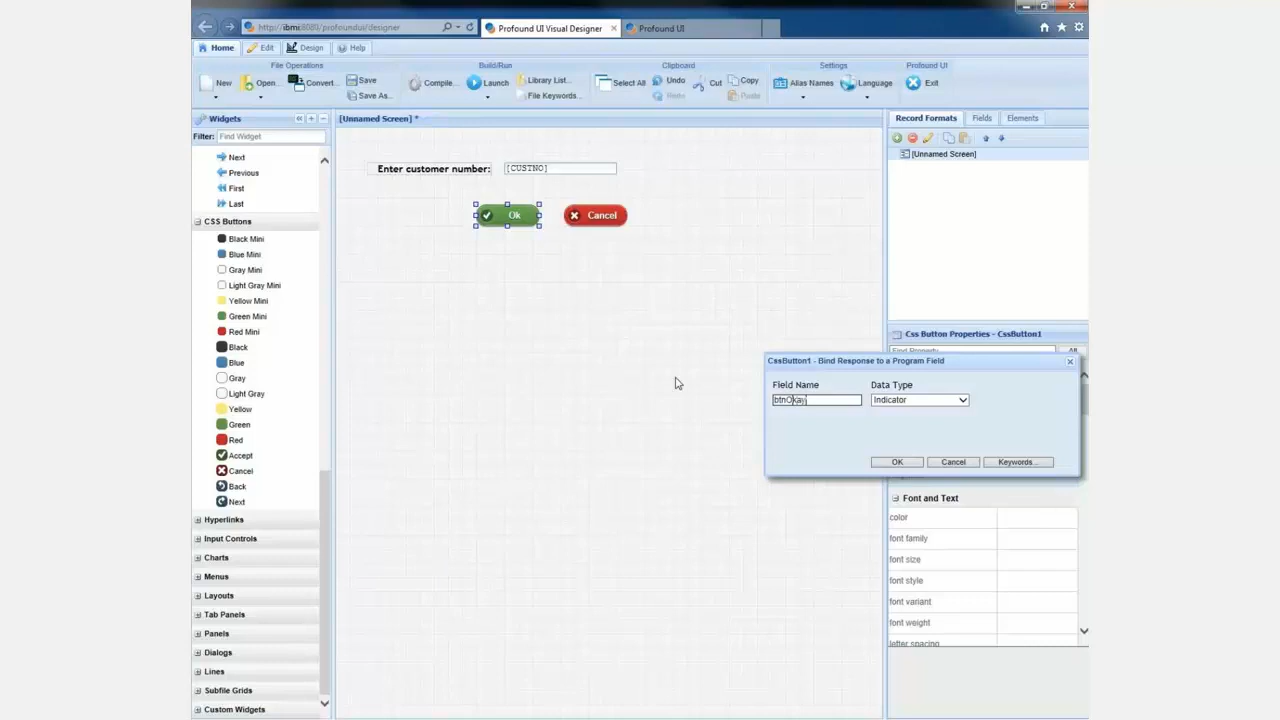 http://ibmi:8080/profoundui/designer
Profound UI Visual Designer
Profound UI
Home
Edit
Design
Help
File Operations
Build/Run
Clipboard
Settings
Profound UI
New
Open...
Convert...
Save
Save As...
Compile...
Launch
Library List...
File Keywords...
Select All
Undo
Redo
Cut
Copy
Paste
Alias Names
Language
Exit
Widgets
Filter:
Find Widget
Next
Previous
First
Last
CSS Buttons
Black Mini
Blue Mini
Gray Mini
Light Gray Mini
Yellow Mini
Green Mini
Red Mini
Black
Blue
Gray
Light Gray
Yellow
Green
Red
Accept
Cancel
Back
Next
Hyperlinks
Input Controls
Charts
Menus
Layouts
Tab Panels
Panels
Dialogs
Lines
Subfile Grids
Custom Widgets
[Unnamed Screen] *
Enter customer number:
[CUSTNO]
Ok
Cancel
Record Formats
Fields
Elements
[Unnamed Screen]
Css Button Properties - CssButton1
Find Property
All
CssButton1 - Bind Response to a Program Field
Field Name
Data Type
btnOkay
Indicator
OK
Cancel
Keywords...
Font and Text
color
font family
font size
font style
font variant
font weight
letter spacing